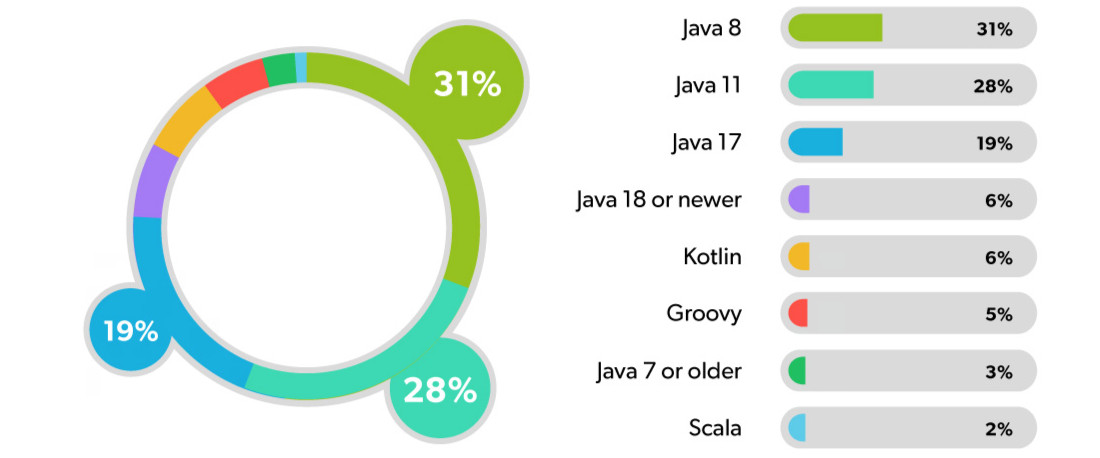 31%
19%
28%
Java 8 31%
Java 11 28%
Java 17 19%
Java 18 or newer 6%
Kotlin 6%
Groovy 5%
Java 7 or older 3%
Scala 2%